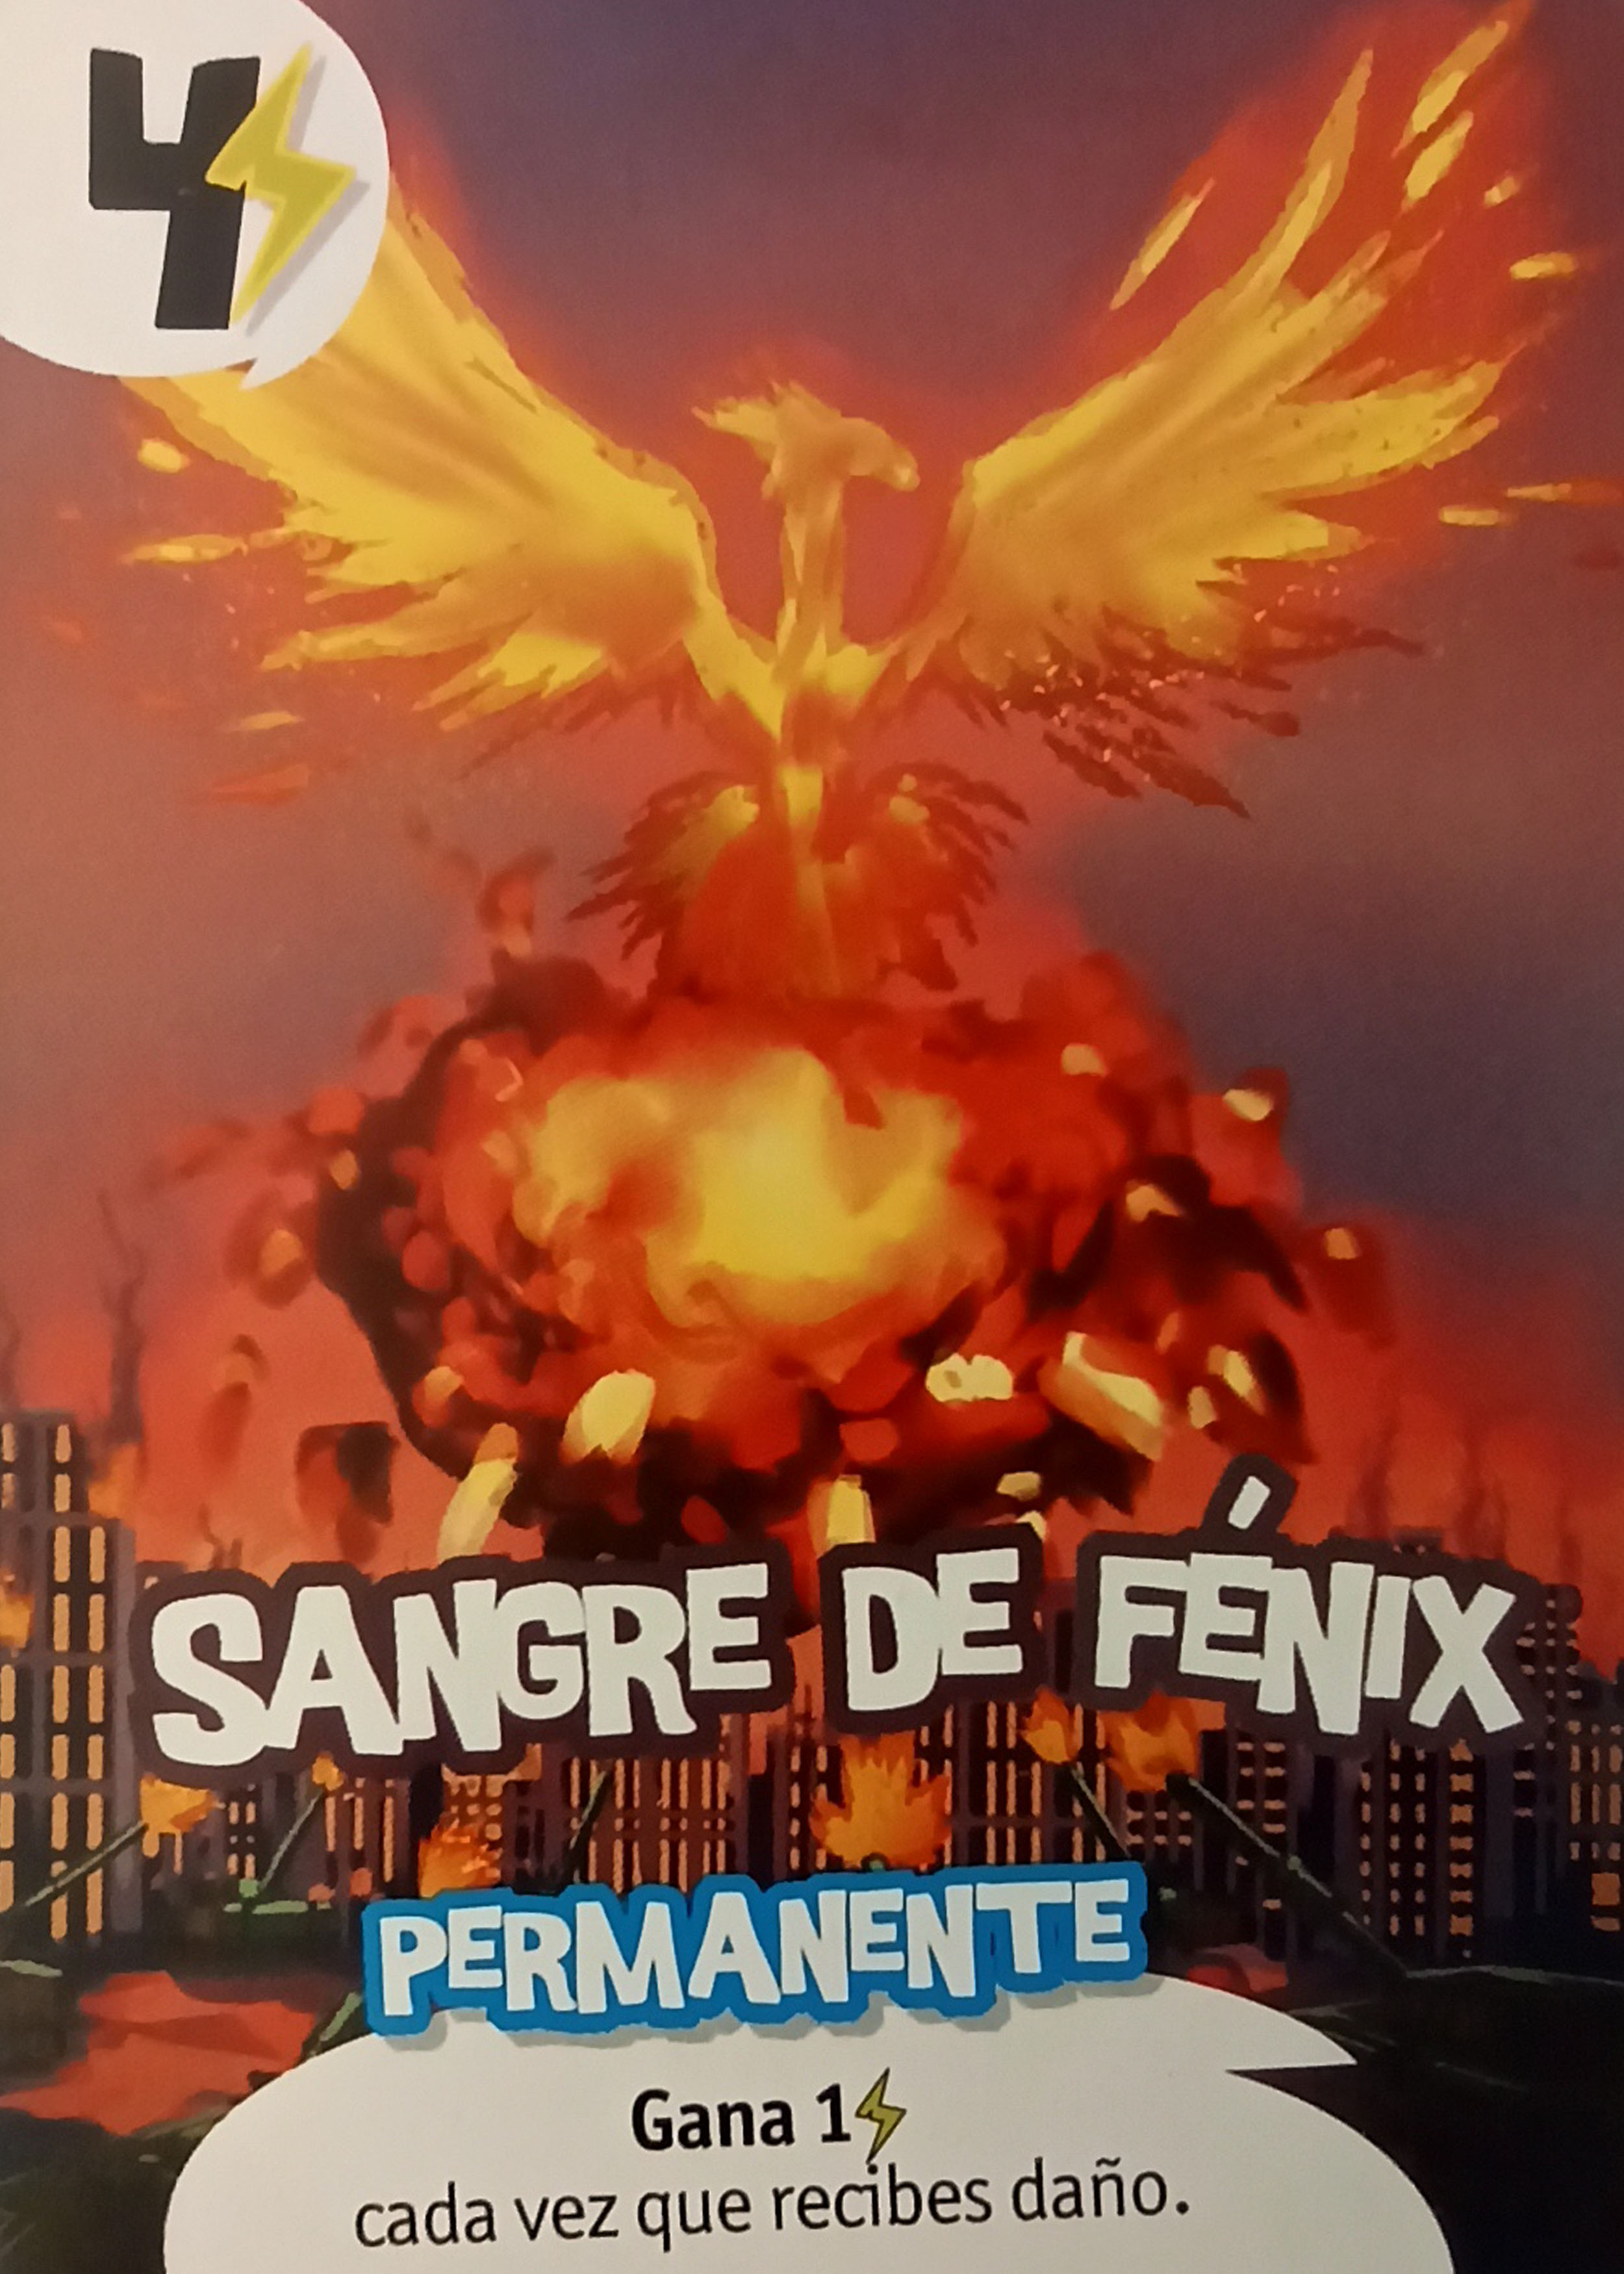 4
SANGRE DE FÉNIX
PERMANENTE
Gana 1
cada vez que recibes daño.